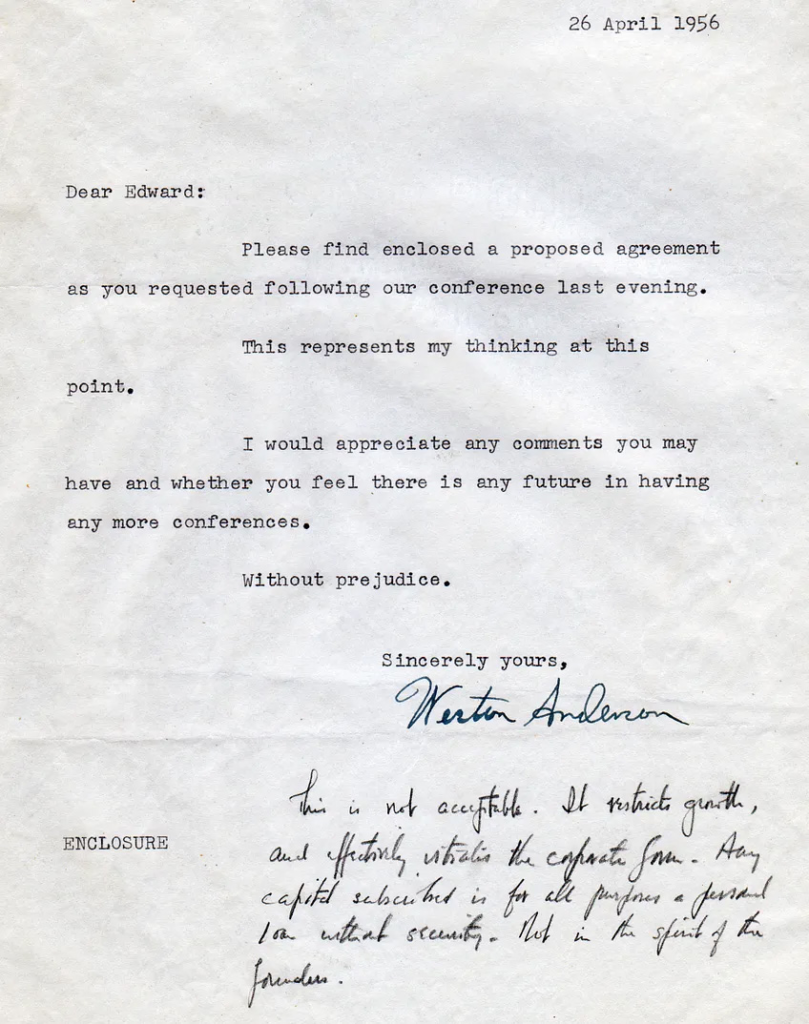 26 April 1956
Dear Edward:
Please find enclosed a proposed agreement
as you requested following our conference last evening.
This represents my thinking at this
point.
I would appreciate any comments you may
have and whether you feel there is any future in having
any more conferences.
Without prejudice.
Sincerely yours,
Weston Anderson
ENCLOSURE
This is not acceptable. It restricts growth,
and effectively vitiates the corporate form. Any
capital subscribed is for all purposes a personal
loan without security. Not in the spirit of the
founders.